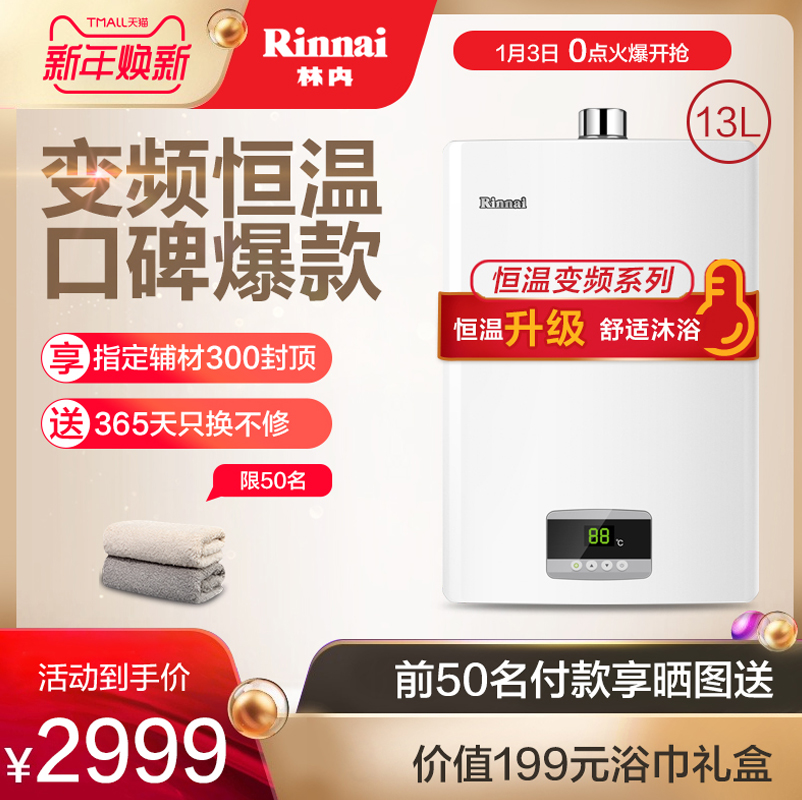 TMALL天猫
新年焕新
Rinnai
林内
1月3日 0点火爆开抢
13L
变频恒温
口碑爆款
Rinnai
恒温变频系列
恒温升级 舒适沐浴
享 指定辅材300封顶
送 365天只换不修
限50名
88 ℃
活动到手价
¥2999
前50名付款享晒图送
价值199元浴巾礼盒